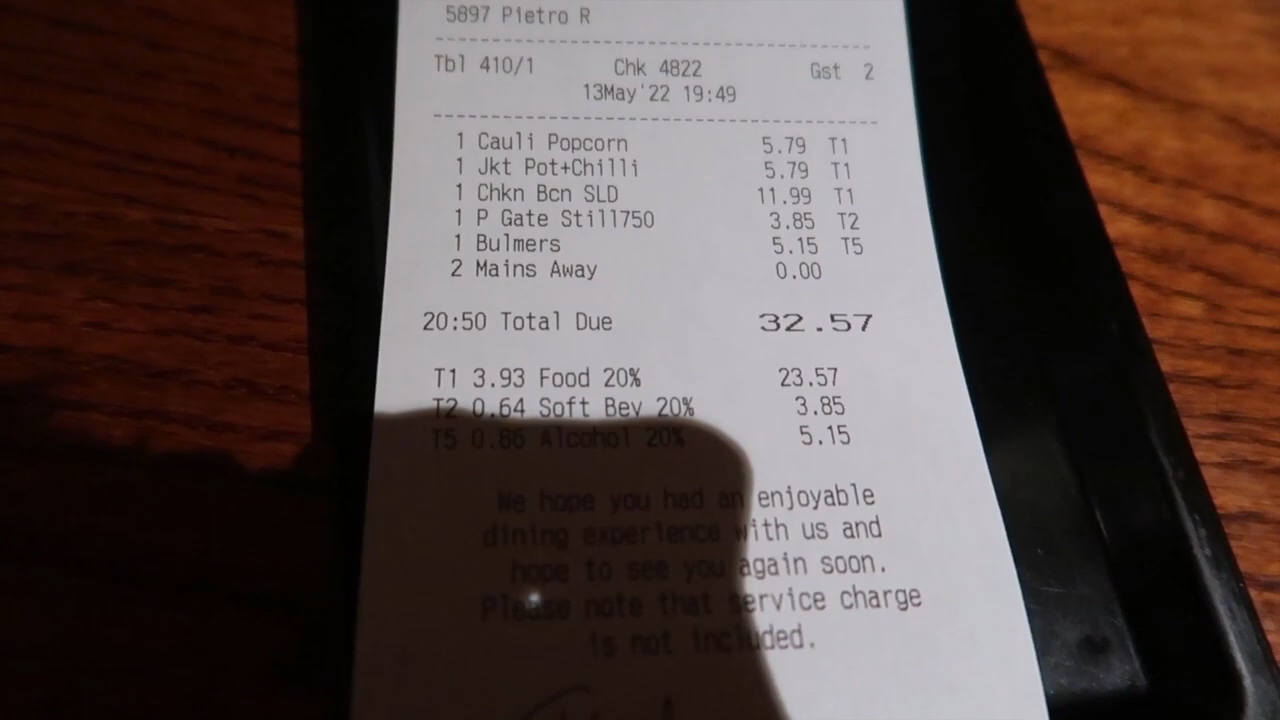 5897 Pietro R
Tbl 410/1 Chk 4822 Gst 2
13May'22 19:49
1 Cauli Popcorn 5.79 T1
1 Jkt Pot+Chilli 5.79 T1
1 Chkn Bcn SLD 11.99 T1
1 P Gate Still750 3.85 T2
1 Bulmers 5.15 T5
2 Mains Away 0.00
20:50 Total Due 32.57
T1 3.93 Food 20% 23.57
T2 0.64 Soft Bev 20% 3.85
T5 0.86 Alcohol 20% 5.15
We hope you had an enjoyable
dining experience with us and
hope to see you again soon.
Please note that service charge
is not included.